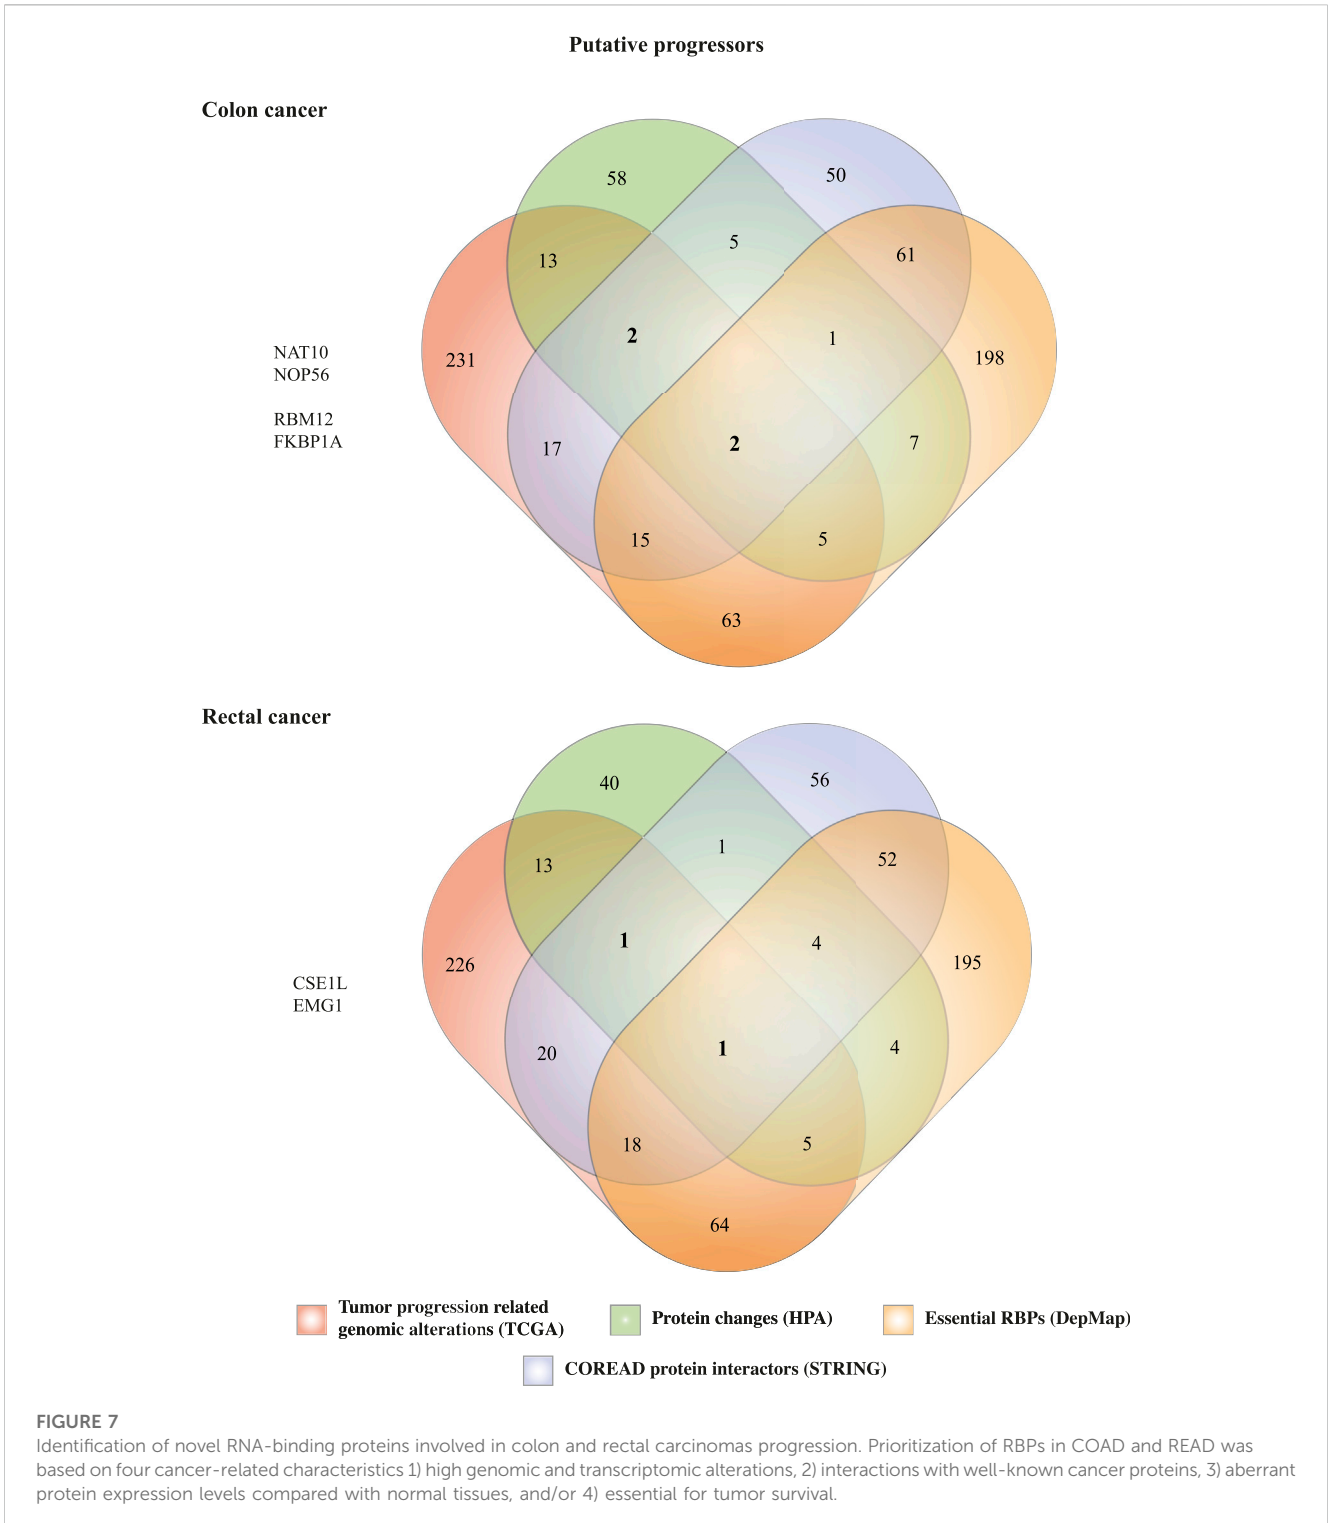 Putative progressors
Colon cancer
58
50
5
13
61
2
1
231
198
NAT10
NOP56
RBM12
FKBP1A
17
2
7
15
5
63
Rectal cancer
40
56
1
13
52
1
4
226
195
CSE1L
EMG1
20
1
4
18
5
64
Tumor progression related
genomic alterations (TCGA)
Protein changes (HPA)
Essential RBPs (DepMap)
COREAD protein interactors (STRING)
FIGURE 7
Identification of novel RNA-binding proteins involved in colon and rectal carcinomas progression. Prioritization of RBPs in COAD and READ was
based on four cancer-related characteristics 1) high genomic and transcriptomic alterations, 2) interactions with well-known cancer proteins, 3) aberrant
protein expression levels compared with normal tissues, and/or 4) essential for tumor survival.